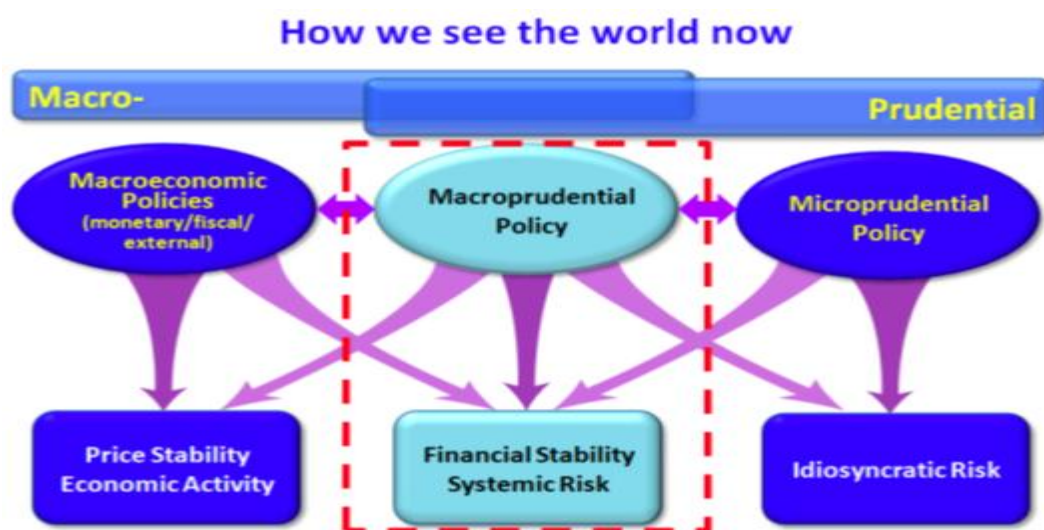 How we see the world now
Macro-
Prudential
Macroeconomic
Policies
(monetary/fiscal/
external)
Macroprudential
Policy
Microprudential
Policy
Price Stability
Economic Activity
Financial Stability
Systemic Risk
Idiosyncratic Risk